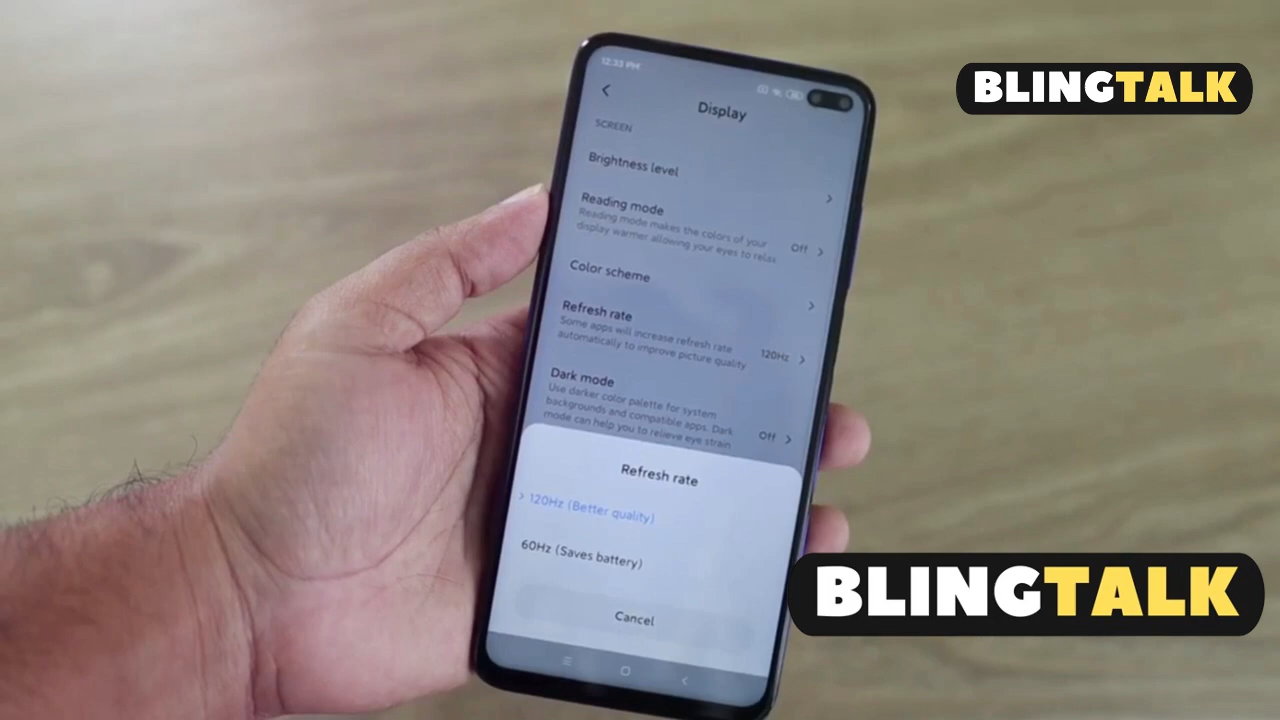 BLINGTALK
12:33 PM
Display
SCREEN
Brightness level
Reading mode
Reading mode makes the colors of your
display warmer allowing your eyes to relax
Off
Color scheme
Refresh rate
Some apps will increase refresh rate
automatically to improve picture quality
120Hz
Dark mode
Use darker color palette for system
backgrounds and compatible apps. Dark
mode can help you to relieve eye strain
Off
Refresh rate
120Hz (Better quality)
60Hz (Saves battery)
Cancel
BLINGTALK